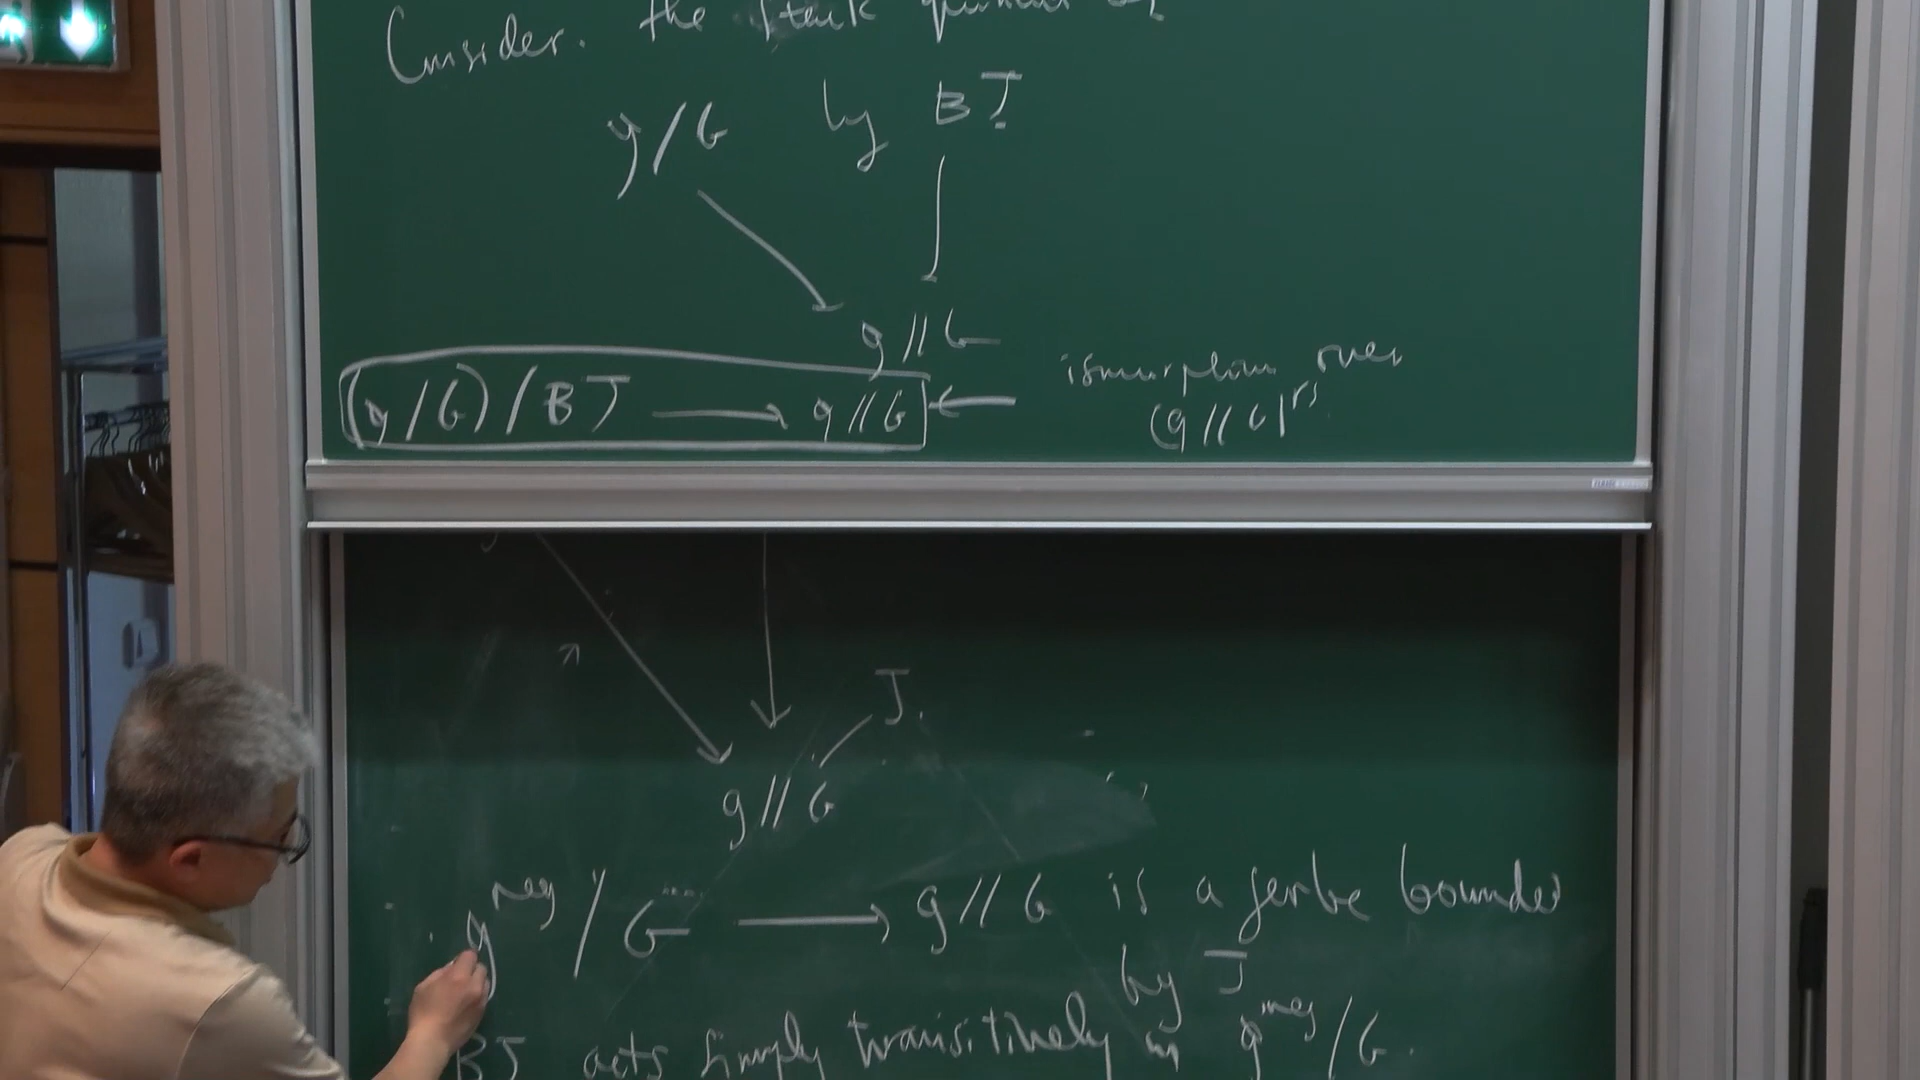 Consider. the stack quotient of
g/G by BJ
g//G
(g/G)/BJ → g//G ← isomorphism over
(g//G)^rs
J.
g//G
g^reg/G → g//G is a gerbe bounded
by J
BJ acts simply transitively on g^reg/G.